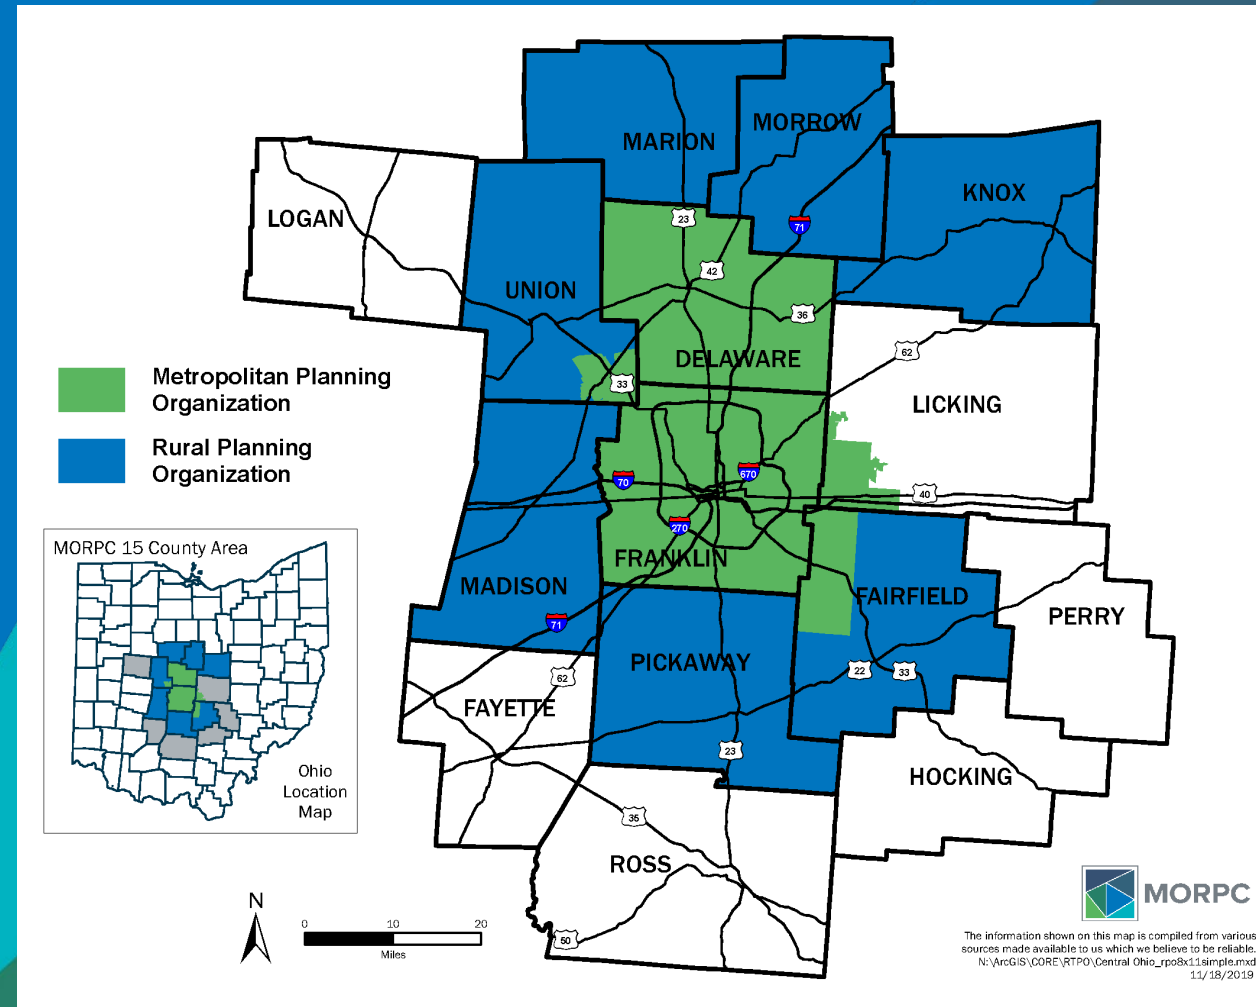 MARION
MORROW
KNOX
LOGAN
23
71
42
UNION
36
62
DELAWARE
33
LICKING
Metropolitan Planning
Organization
Rural Planning
Organization
70
670
40
270
FRANKLIN
MADISON
FAIRFIELD
PERRY
71
PICKAWAY
62
22
33
FAYETTE
23
HOCKING
35
ROSS
50
MORPC 15 County Area
Ohio
Location
Map
N
0 10 20
Miles
MORPC
The information shown on this map is compiled from various
sources made available to us which we believe to be reliable.
N:\ArcGIS\CORE\RTPO\Central Ohio_rpo8x11simple.mxd
11/18/2019